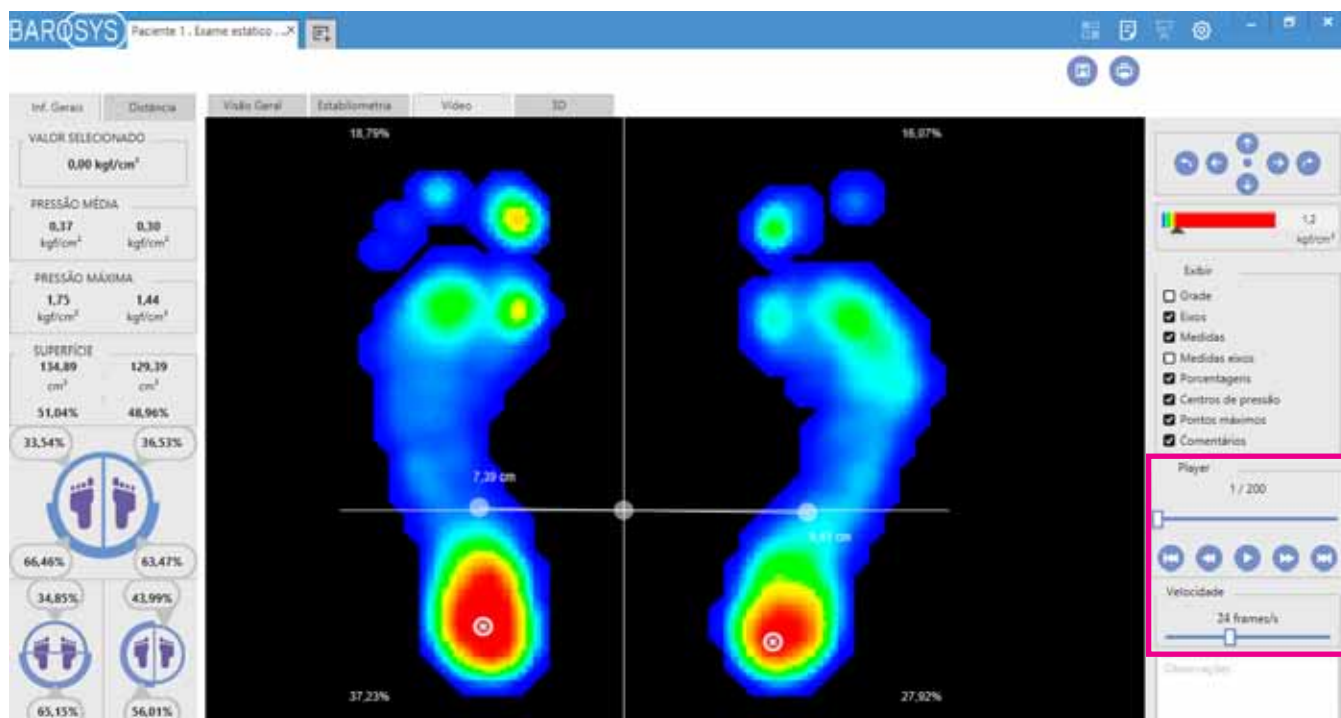 BAROSYS
Paciente 1 . Exame estático . ..X
Inf. Gerais
Distância
Visão Geral
Estabilometria
Vídeo
3D
VALOR SELECIONADO
0,00 kgf/cm²
PRESSÃO MÉDIA
0,37
0,30
kgf/cm²
kgf/cm²
PRESSÃO MÁXIMA
1,75
1,44
kgf/cm²
kgf/cm²
SUPERFÍCIE
134,89
129,39
cm²
cm²
51,04%
48,96%
33,54%
36,53%
66,46%
63,47%
34,85%
43,99%
65,15%
56,01%
18,79%
16,07%
7,39 cm
37,23%
27,92%
1,2
kgf/cm²
Exibir
Grade
Eixos
Medidas
Medidas eixos
Porcentagens
Centros de pressão
Pontos máximos
Comentários
Player
1 / 200
Velocidade
24 frames/s
Observações